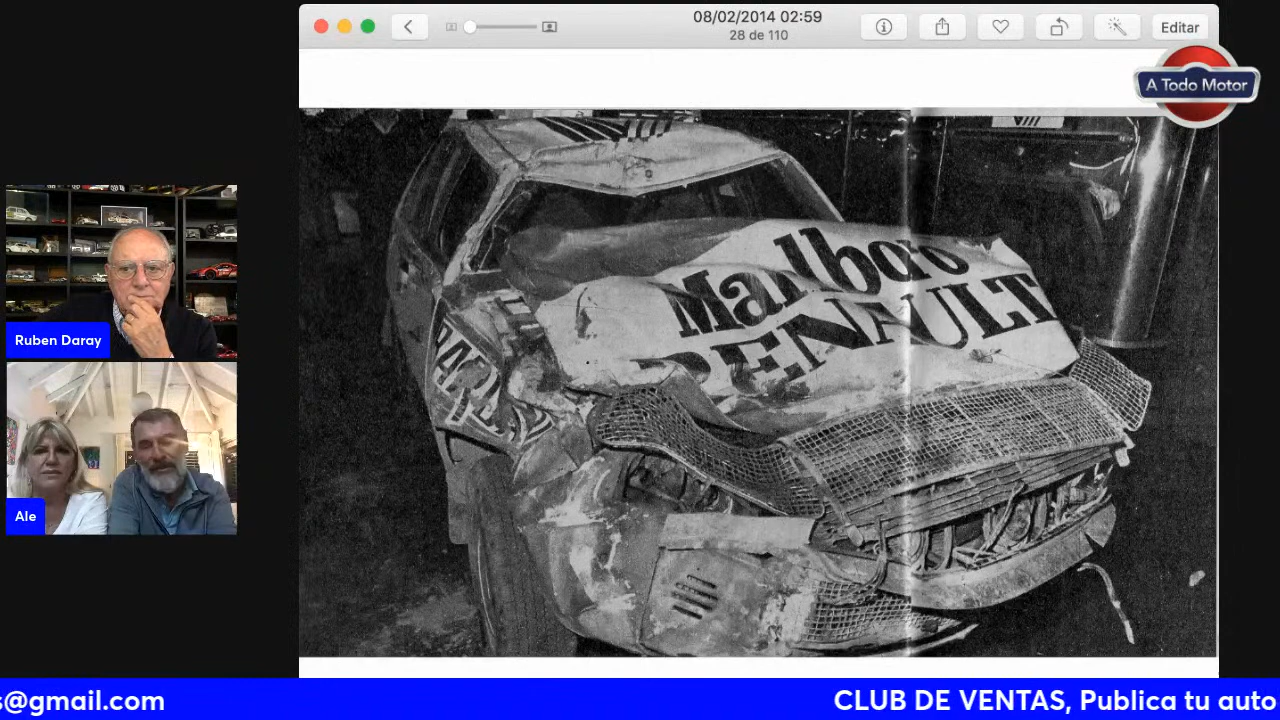 08/02/2014 02:59
28 de 110
Editar
A Todo Motor
Marlboro
RENAULT
Ruben Daray
Ale
s@gmail.com
CLUB DE VENTAS, Publica tu auto